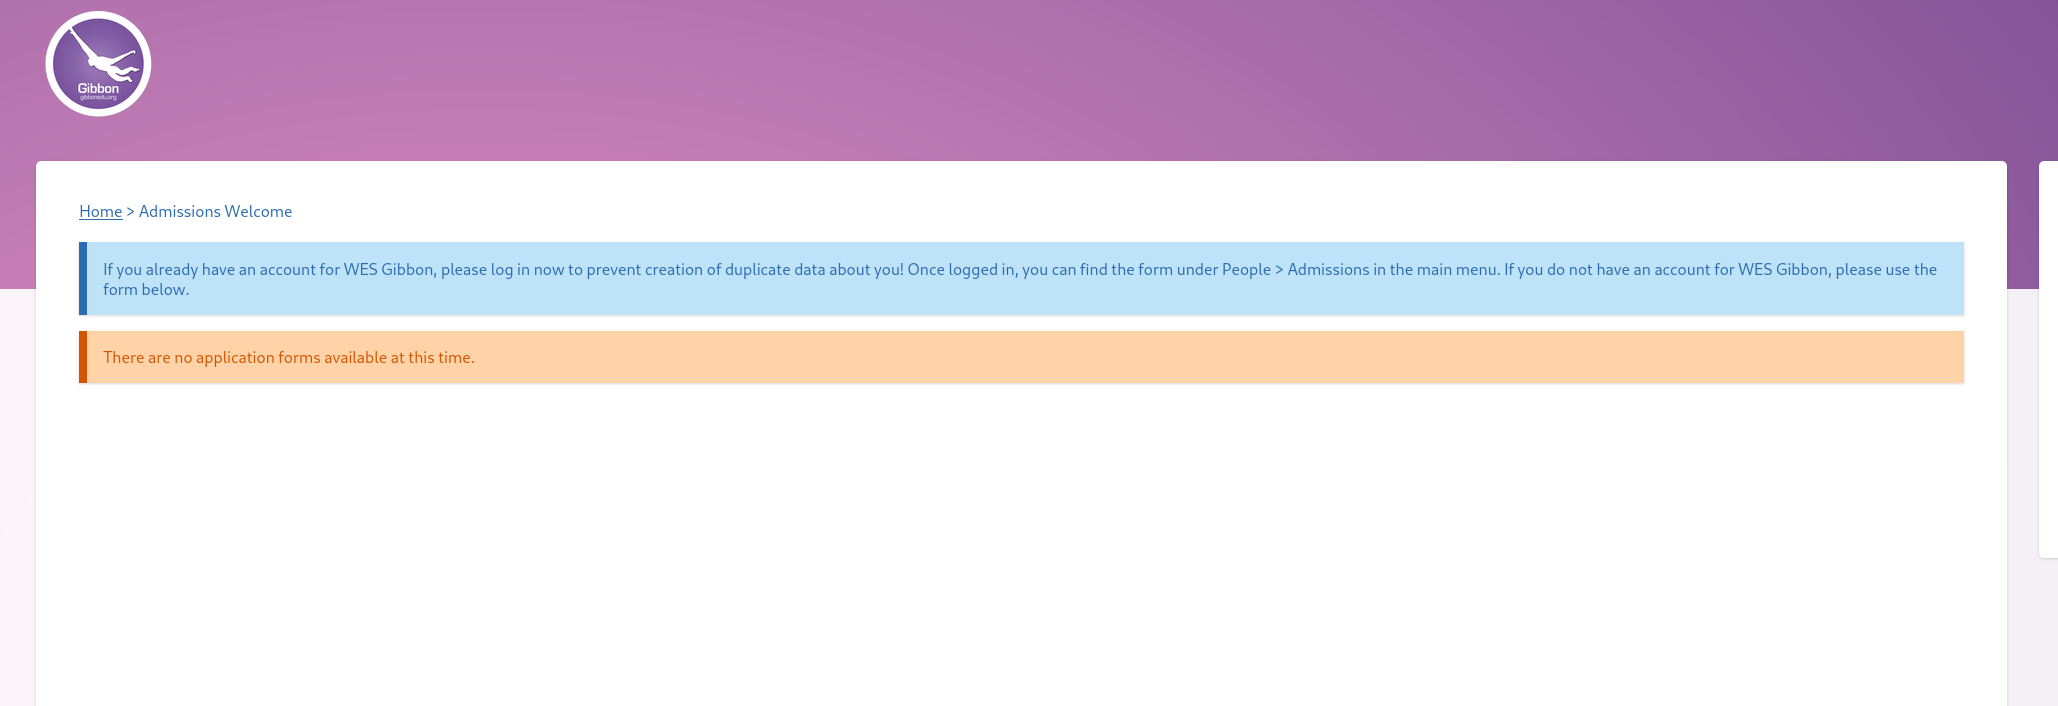 Gibbon
gibbonedu.org
Home > Admissions Welcome
If you already have an account for WES Gibbon, please log in now to prevent creation of duplicate data about you! Once logged in, you can find the form under People > Admissions in the main menu. If you do not have an account for WES Gibbon, please use the
form below.
There are no application forms available at this time.